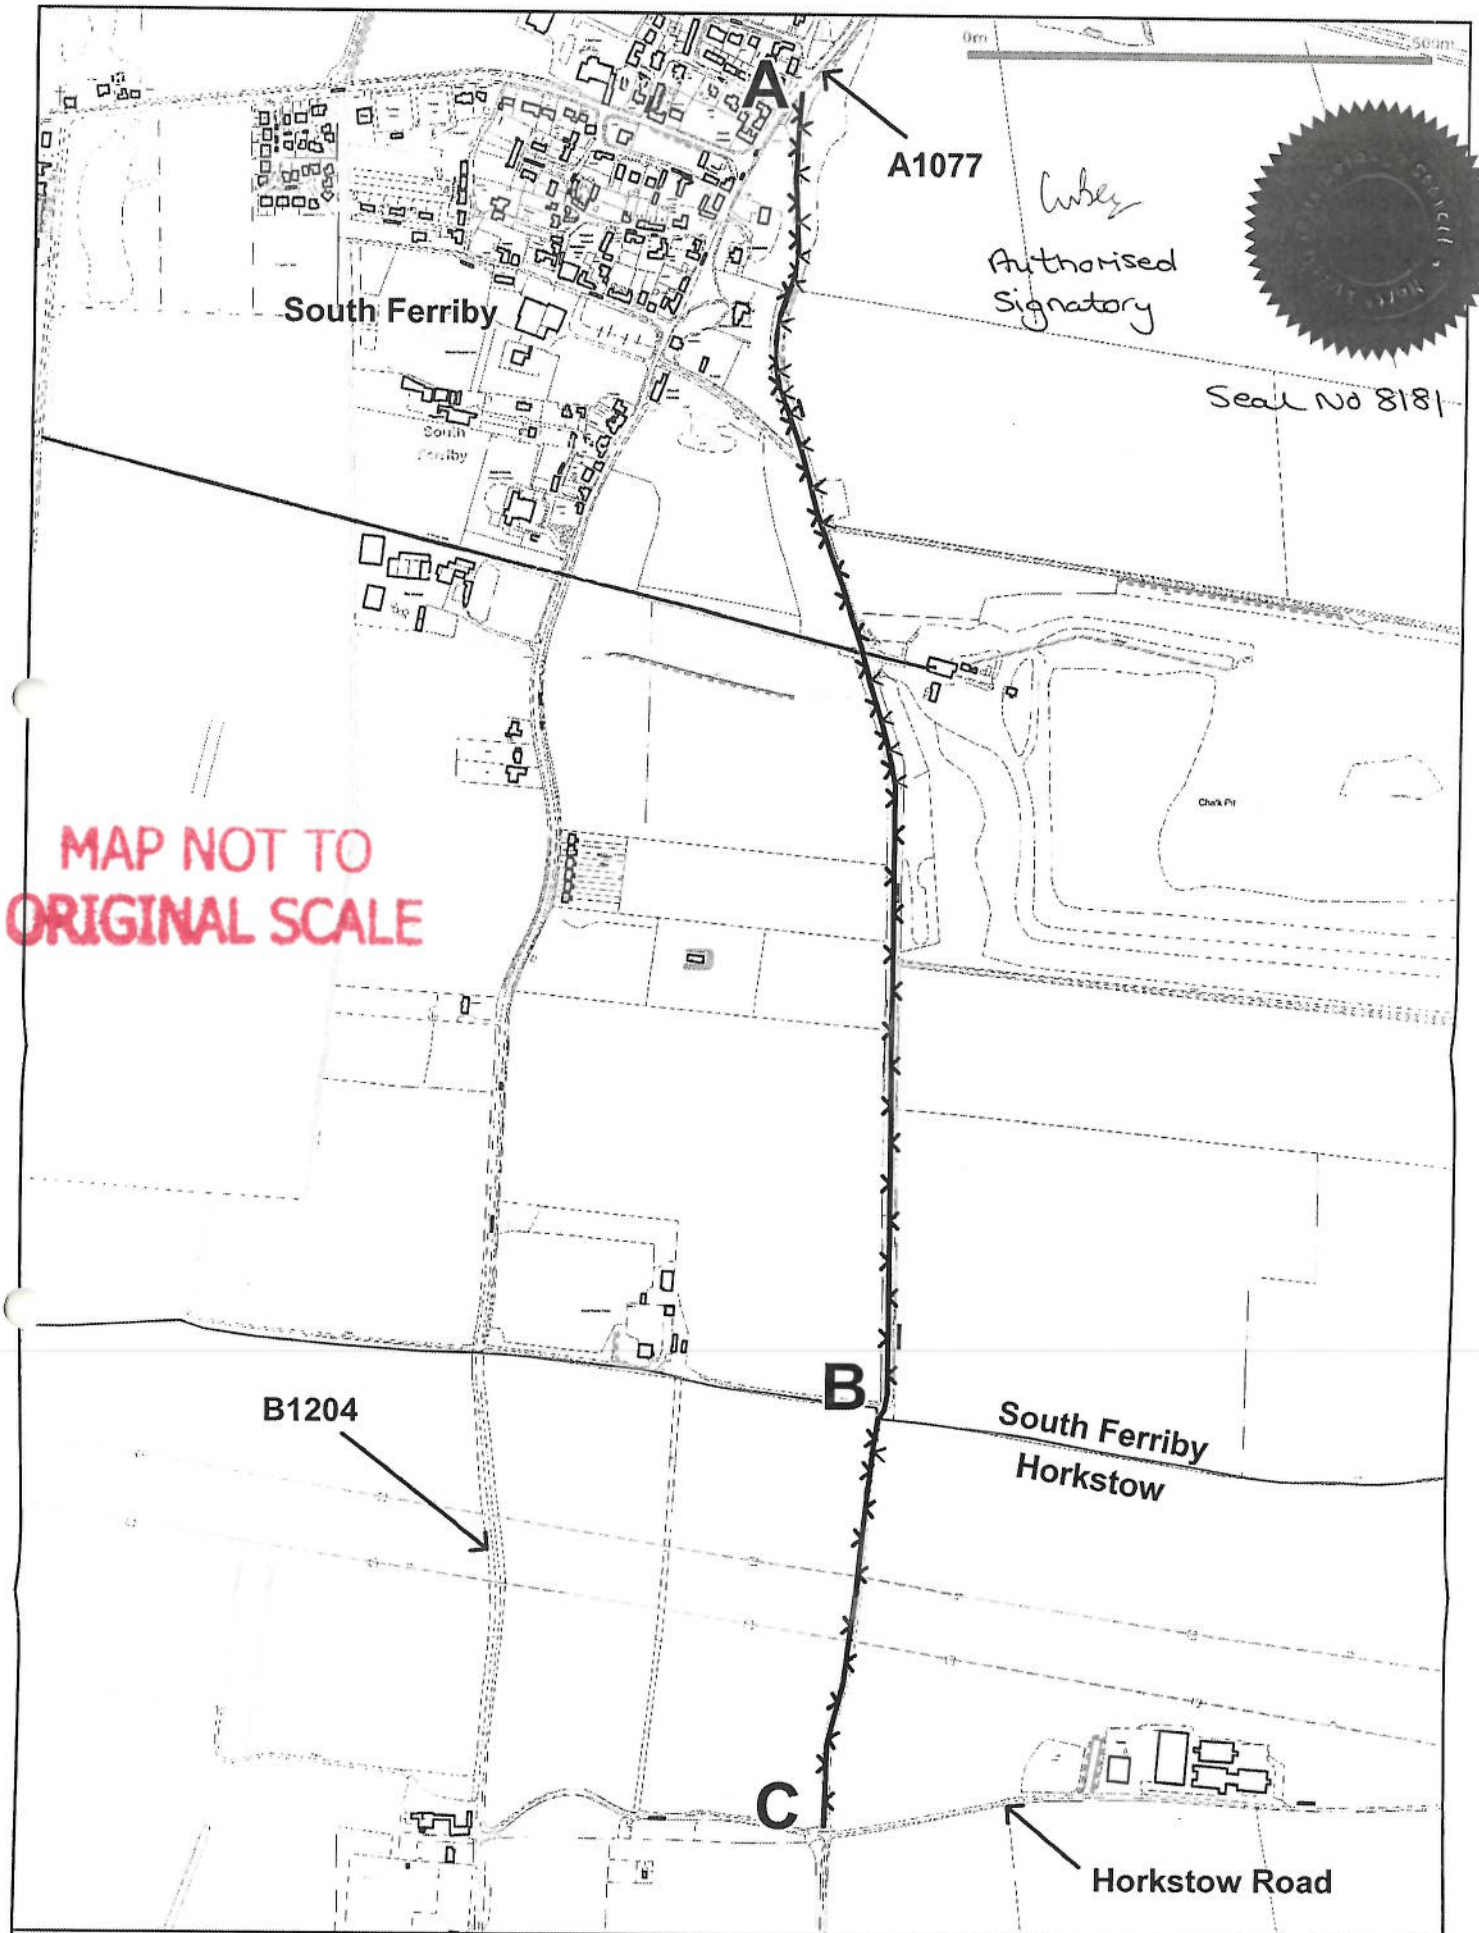 0m
500m
A
A1077
Authorised
Signatory
South Ferriby
Seal No 8181
South
Ferriby
Chalk Pit
MAP NOT TO
ORIGINAL SCALE
B
B1204
South Ferriby
Horkstow
C
Horkstow Road